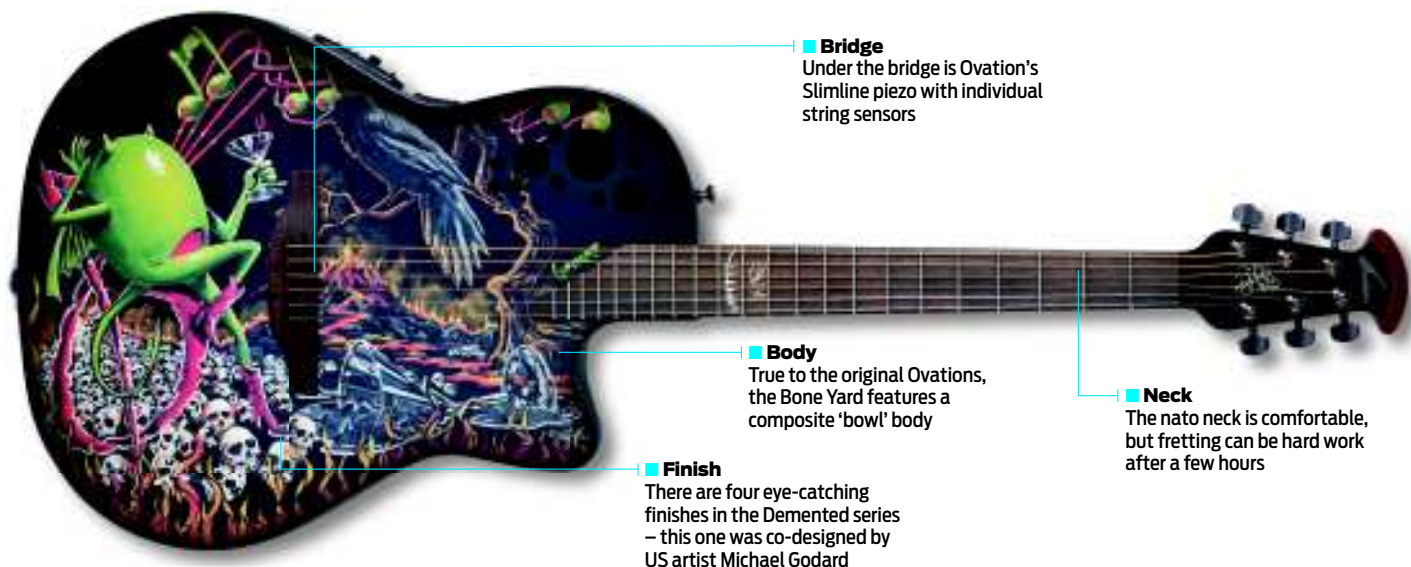 Bridge
Under the bridge is Ovation’s
Slimline piezo with individual
string sensors
Body
True to the original Ovations,
the Bone Yard features a
composite ‘bowl’ body
Neck
The nato neck is comfortable,
but fretting can be hard work
after a few hours
Finish
There are four eye-catching
finishes in the Demented series
– this one was co-designed by
US artist Michael Godard